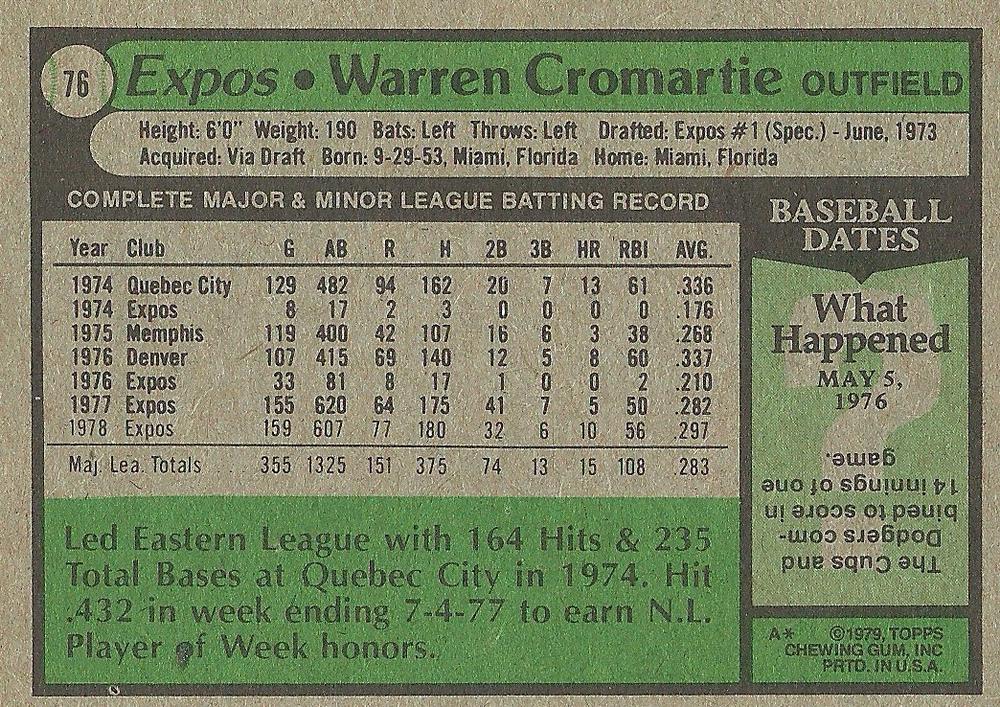 76 Expos • Warren Cromartie OUTFIELD
Height: 6'0" Weight: 190 Bats: Left Throws: Left Drafted: Expos #1 (Spec.) - June, 1973
Acquired: Via Draft Born: 9-29-53, Miami, Florida Home: Miami, Florida
COMPLETE MAJOR & MINOR LEAGUE BATTING RECORD
Year Club G AB R H 2B 3B HR RBI AVG.
1974 Quebec City 129 482 94 162 20 7 13 61 .336
1974 Expos 8 17 2 3 0 0 0 0 .176
1975 Memphis 119 400 42 107 16 6 3 38 .268
1976 Denver 107 415 69 140 12 5 8 60 .337
1976 Expos 33 81 8 17 1 0 0 2 .210
1977 Expos 155 620 64 175 41 7 5 50 .282
1978 Expos 159 607 77 180 32 6 10 56 .297
Maj. Lea. Totals 355 1325 151 375 74 13 15 108 .283
Led Eastern League with 164 Hits & 235
Total Bases at Quebec City in 1974. Hit
.432 in week ending 7-4-77 to earn N.L.
Player of Week honors.
BASEBALL
DATES
What
Happened
MAY 5,
1976
The Cubs and
Dodgers com-
bined to score in
14 innings of one
game.
A* ©1979, TOPPS
CHEWING GUM, INC
PRTD. IN U.S.A.